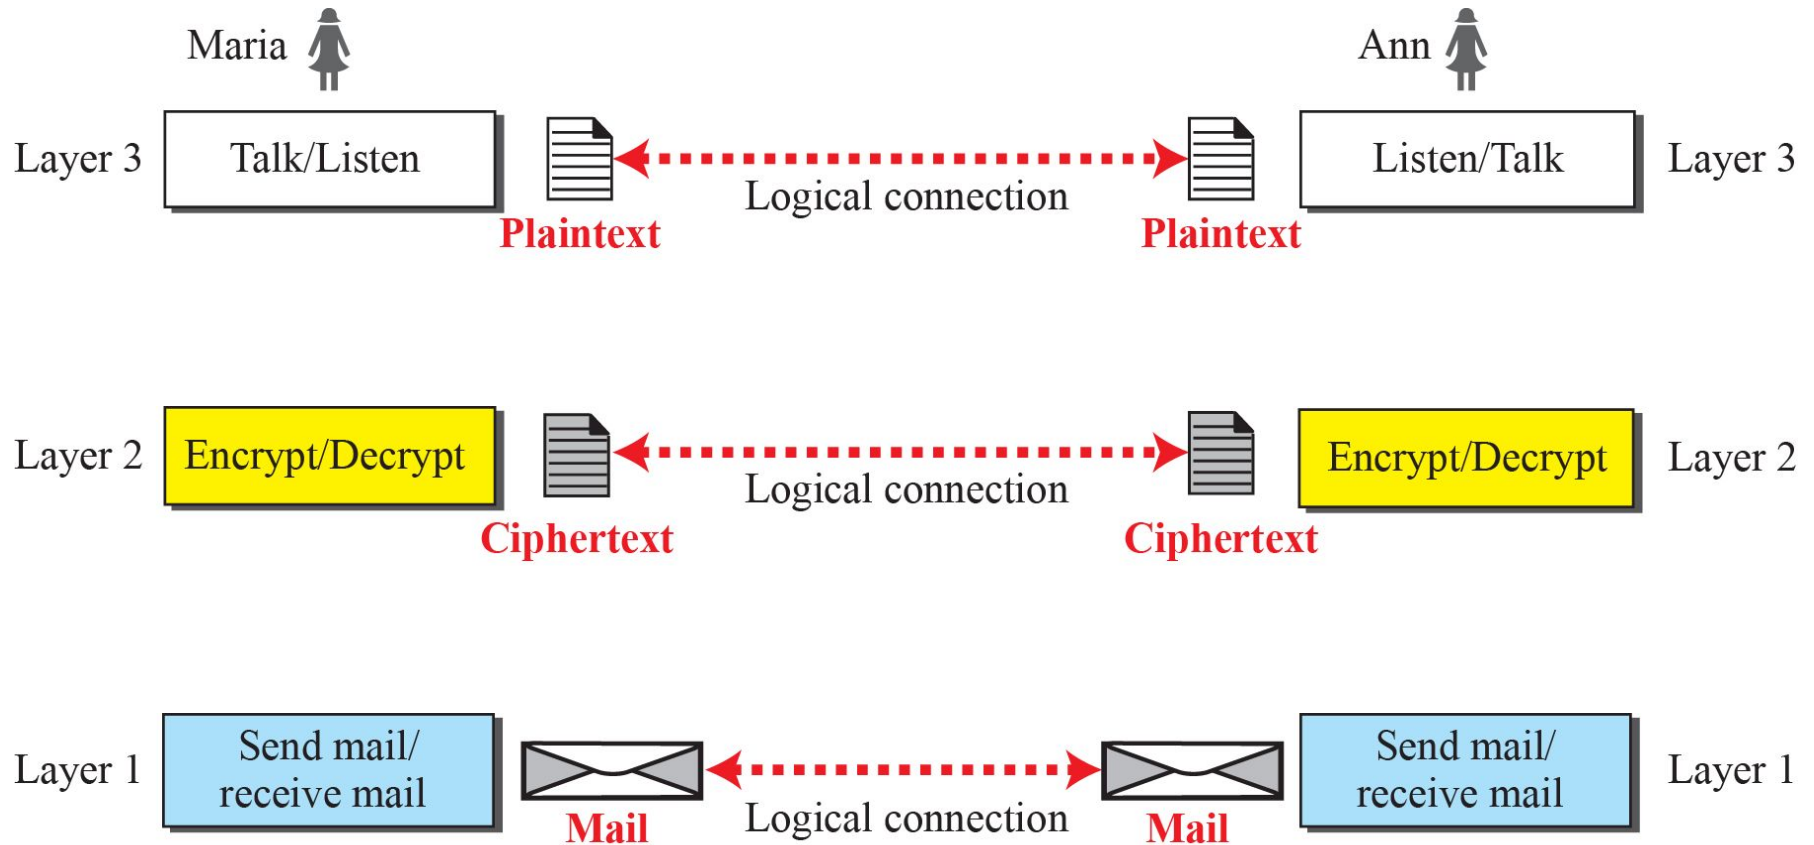 Maria
Ann
Layer 3
Talk/Listen
Logical connection
Listen/Talk
Layer 3
Plaintext
Plaintext
Layer 2
Encrypt/Decrypt
Logical connection
Encrypt/Decrypt
Layer 2
Ciphertext
Ciphertext
Layer 1
Send mail/
receive mail
Logical connection
Send mail/
receive mail
Layer 1
Mail
Mail